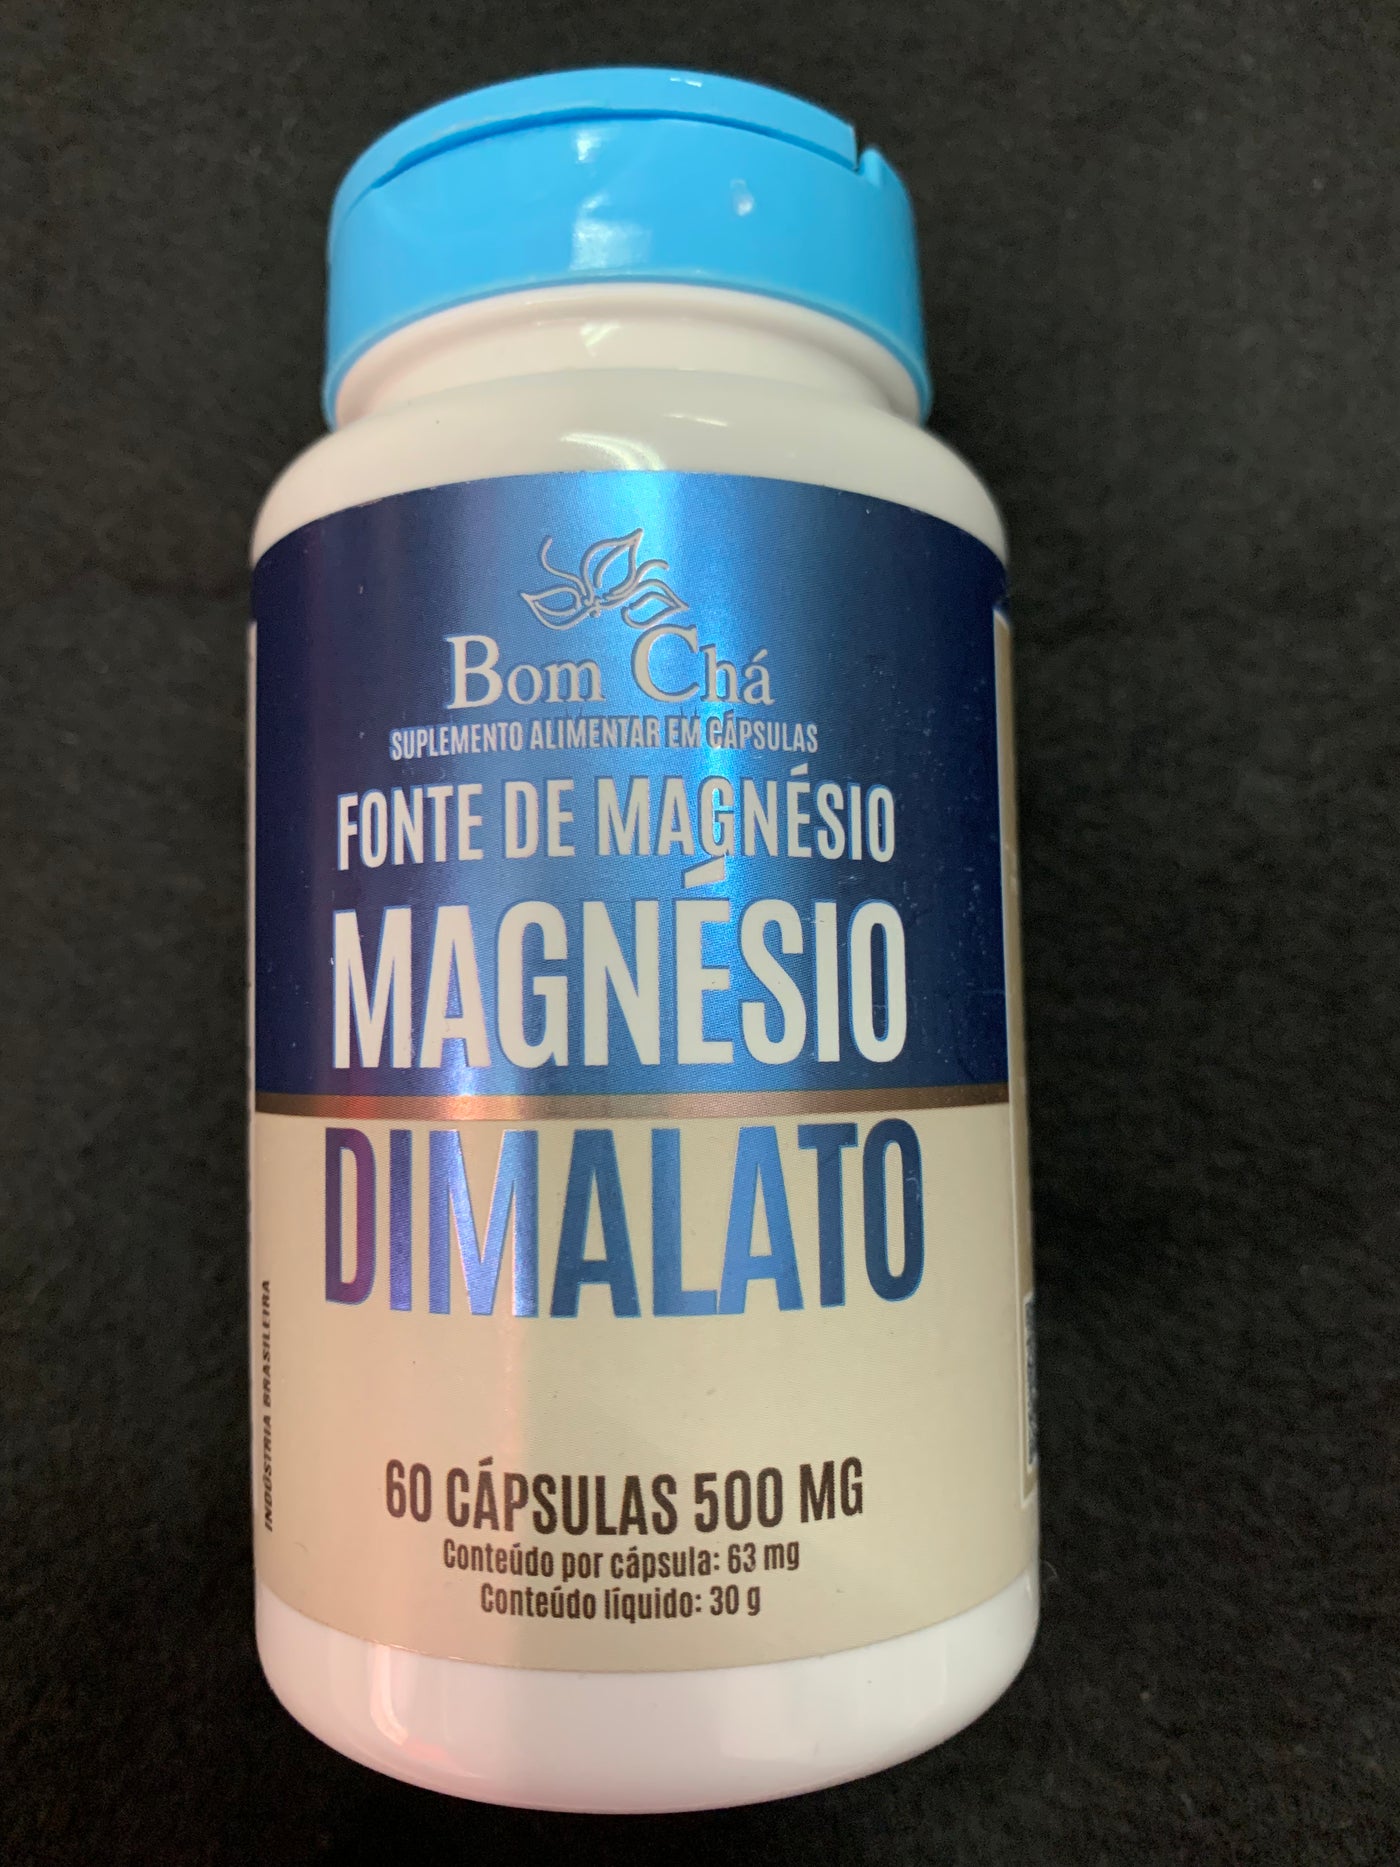 Bom Chá
SUPLEMENTO ALIMENTAR EM CÁPSULAS
FONTE DE MAGNÉSIO
MAGNÉSIO
DIMALATO
60 CÁPSULAS 500 MG
Conteúdo por cápsula: 63 mg
Conteúdo líquido: 30 g
INDÚSTRIA BRASILEIRA